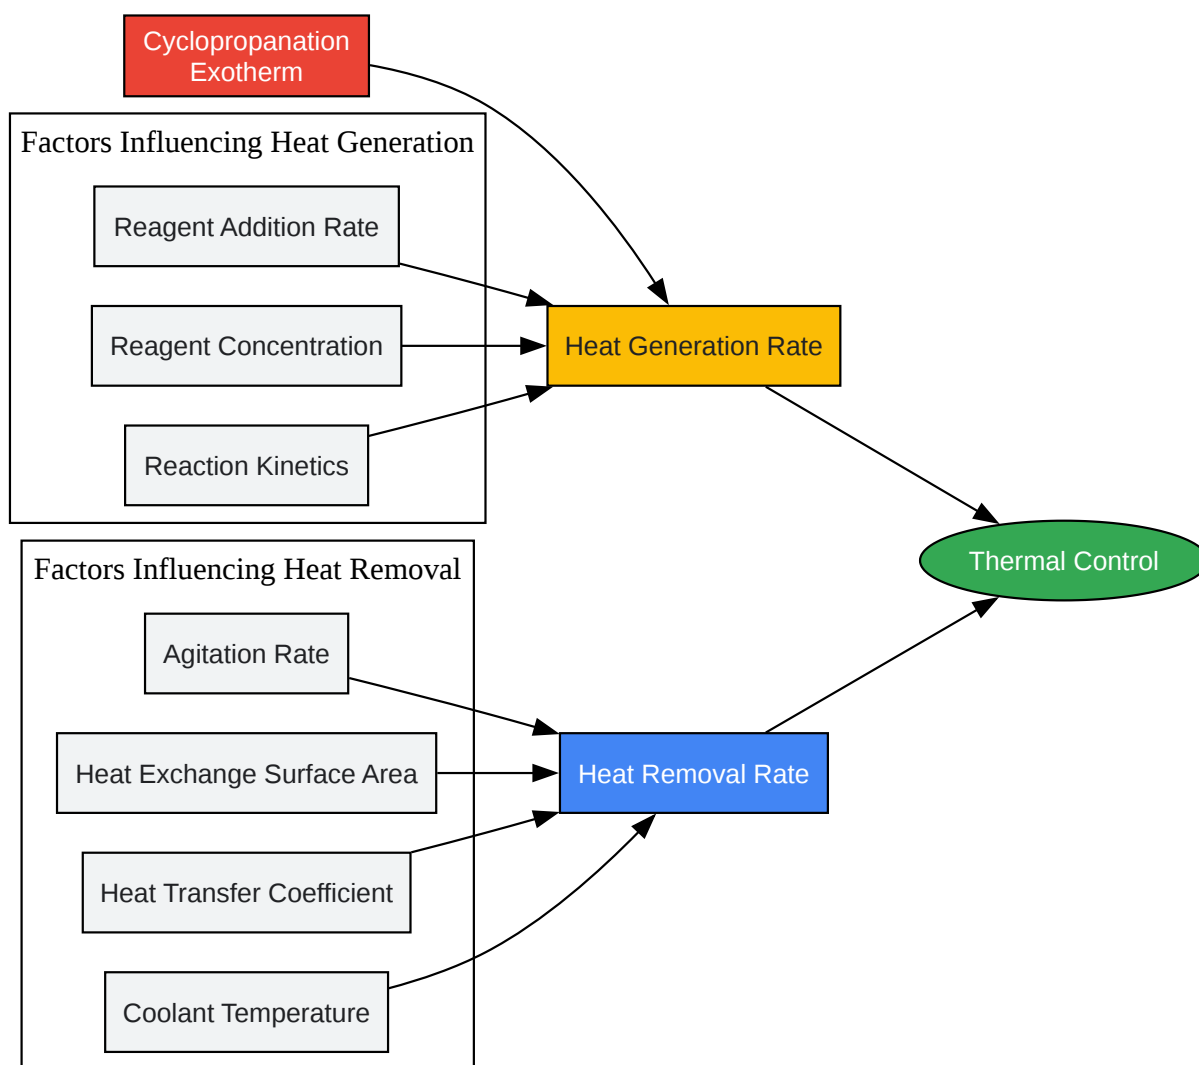 Cyclopropanation
Exotherm
Factors Influencing Heat Generation
Reagent Addition Rate
Reagent Concentration
Heat Generation Rate
Reaction Kinetics
Thermal Control
Factors Influencing Heat Removal
Agitation Rate
Heat Exchange Surface Area
Heat Removal Rate
Heat Transfer Coefficient
Coolant Temperature